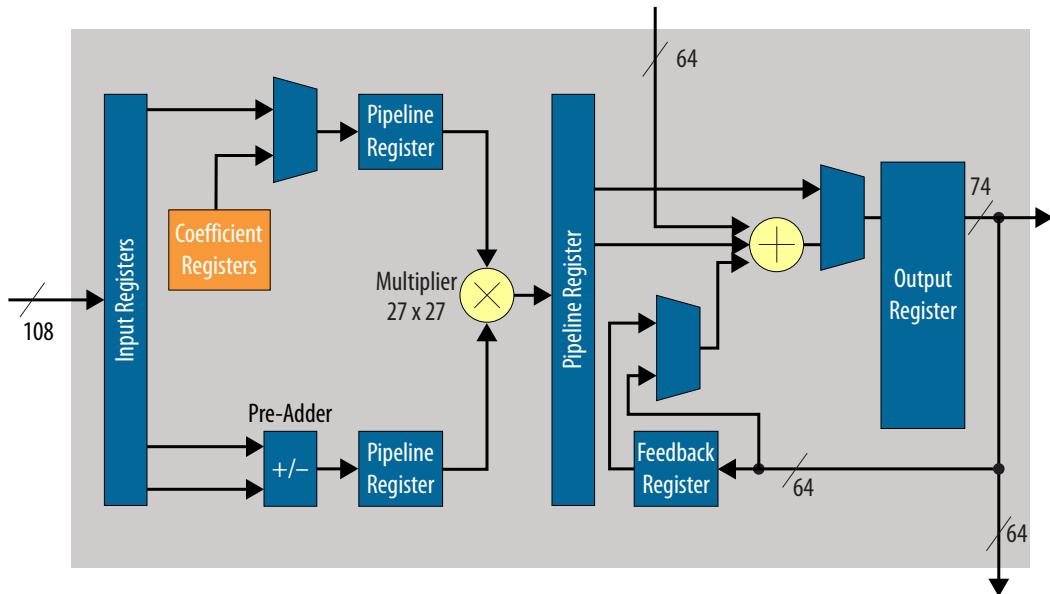 64
Pipeline
Register
Coefficient
Registers
Input Registers
108
Multiplier
27 x 27
Pre-Adder
+/–
Pipeline
Register
Pipeline Register
74
Output
Register
Feedback
Register
64
64